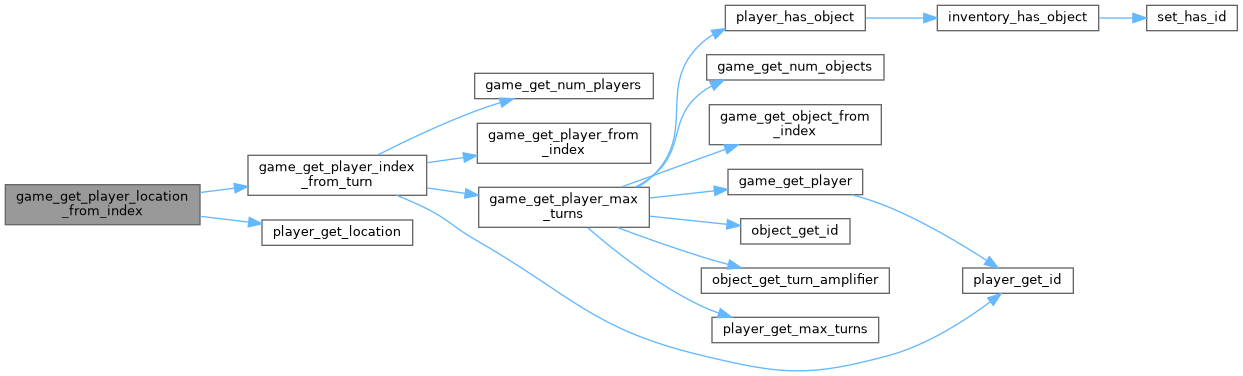 player_has_object
inventory_has_object
set_has_id
game_get_num_objects
game_get_num_players
game_get_object_from
_index
game_get_player_from
_index
game_get_player_index
_from_turn
game_get_player
game_get_player_location
_from_index
game_get_player_max
_turns
player_get_location
object_get_id
object_get_turn_amplifier
player_get_id
player_get_max_turns